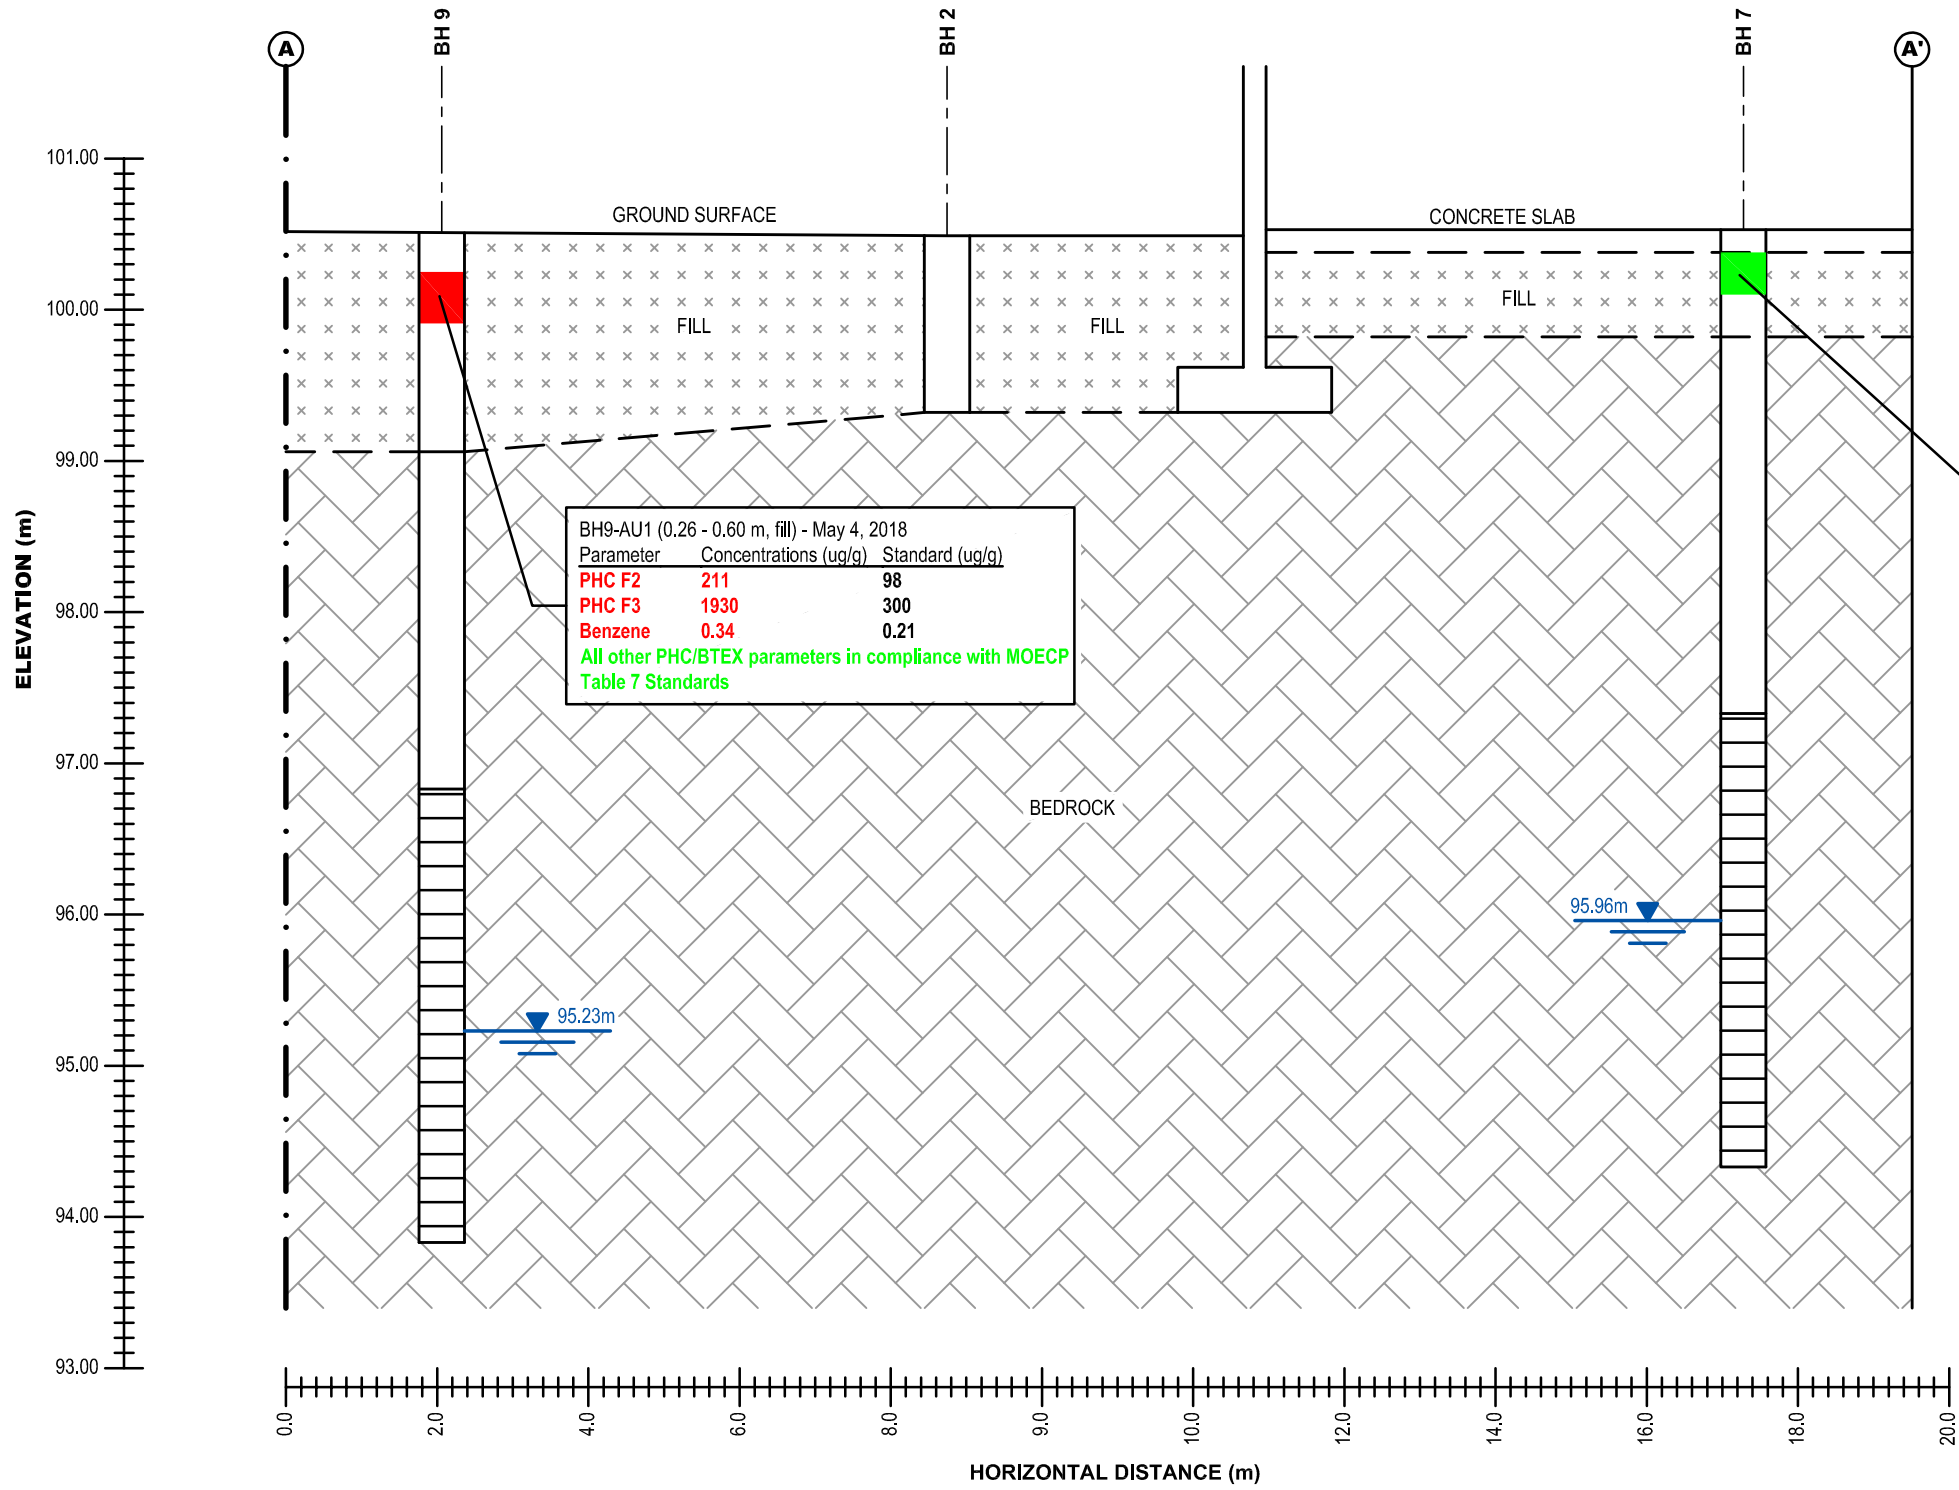 A
BH 9
BH 2
BH 7
A'
101.00
100.00
99.00
98.00
97.00
96.00
95.00
94.00
93.00
ELEVATION (m)
GROUND SURFACE
CONCRETE SLAB
FILL
FILL
FILL
BH9-AU1 (0.26 - 0.60 m, fill) - May 4, 2018
Parameter Concentrations (ug/g) Standard (ug/g)
PHC F2 211 98
PHC F3 1930 300
Benzene 0.34 0.21
All other PHC/BTEX parameters in compliance with MOECP
Table 7 Standards
BEDROCK
95.96m
95.23m
0.0 2.0 4.0 6.0 8.0 9.0 10.0 12.0 14.0 16.0 18.0 20.0
HORIZONTAL DISTANCE (m)